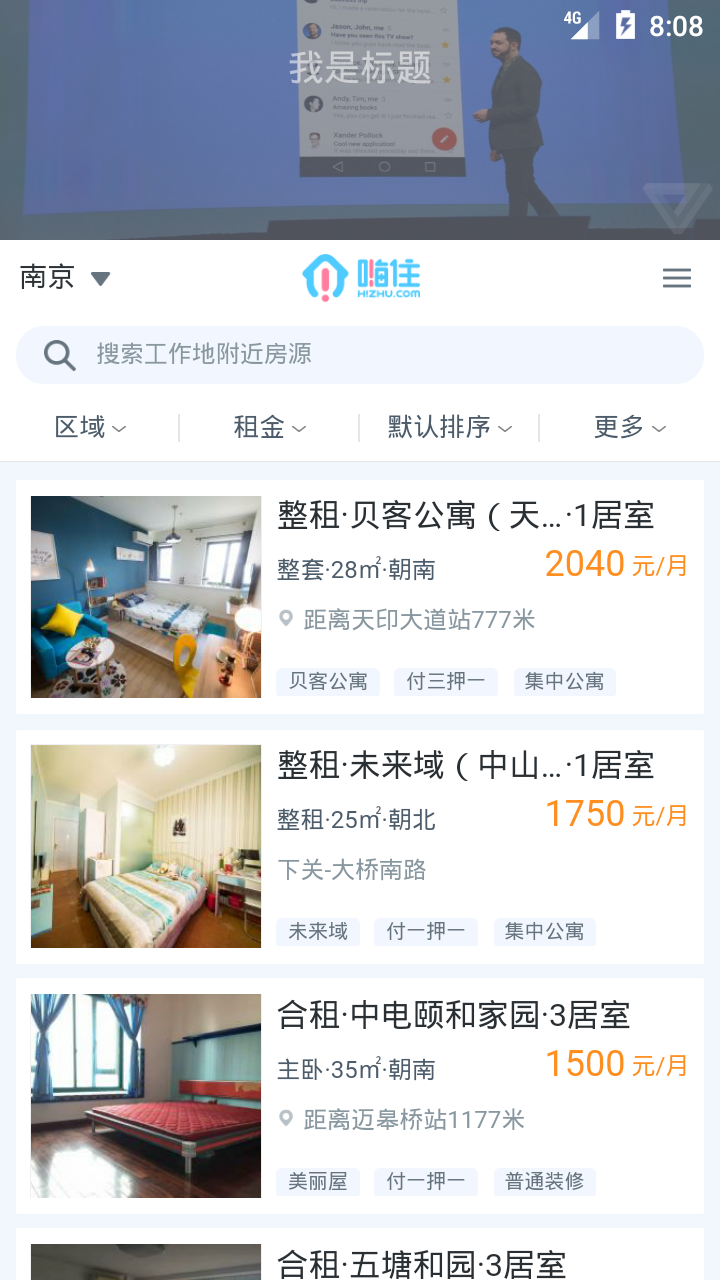 4G 8:08
Jason, John, me
Have you seen this TV show?
我是标题
Andy, Tim, me
Amazing books
Xander Pollock
Cool new application!
南京
嗨住
HIZHU.COM
搜索工作地附近房源
区域 租金 默认排序 更多
整租·贝客公寓（天...·1居室
整套·28㎡·朝南 2040 元/月
距离天印大道站777米
贝客公寓 付三押一 集中公寓
整租·未来域（中山...·1居室
整租·25㎡·朝北 1750 元/月
下关-大桥南路
未来域 付一押一 集中公寓
合租·中电颐和家园·3居室
主卧·35㎡·朝南 1500 元/月
距离迈皋桥站1177米
美丽屋 付一押一 普通装修
合租·五塘和园·3居室